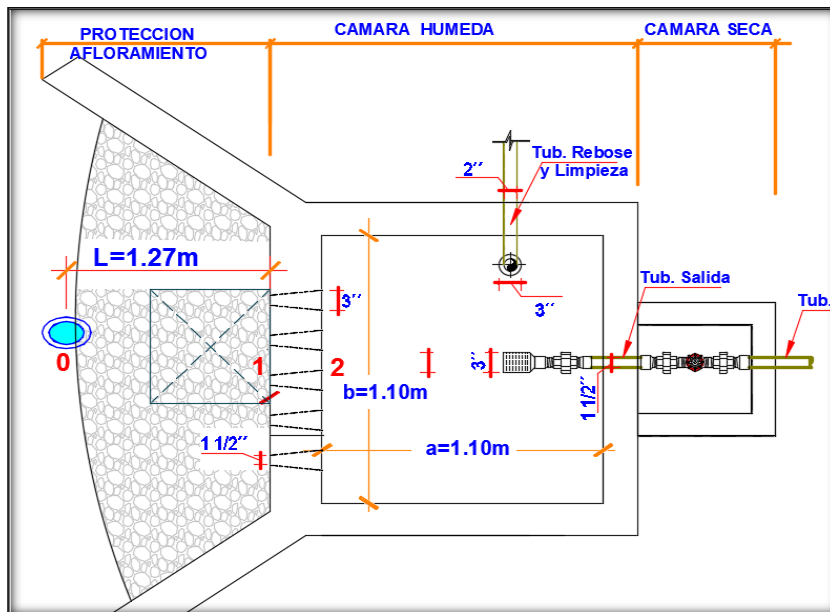 PROTECCION
AFLORAMIENTO
CAMARA HUMEDA
CAMARA SECA
2′′
Tub. Rebose
y Limpieza
L=1.27m
3′′
3′′
Tub. Salida
Tub.
0
1
2
3′′
b=1.10m
1 1/2′′
1 1/2′′
a=1.10m